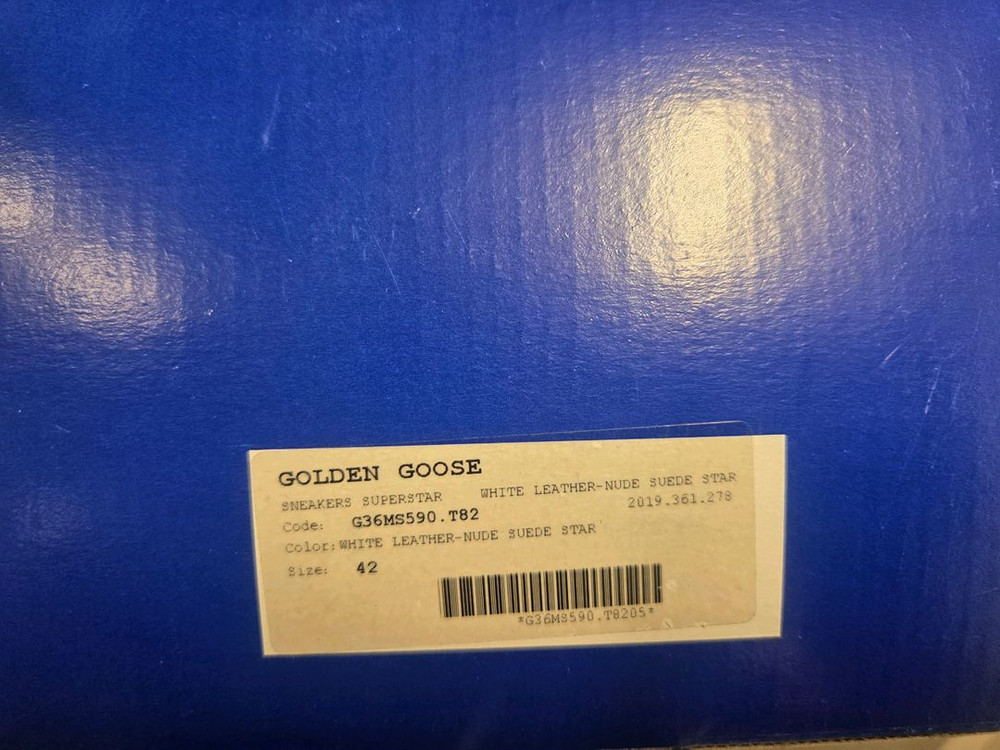 GOLDEN GOOSE
SNEAKERS SUPERSTAR WHITE LEATHER-NUDE SUEDE STAR
2019.361.278
Code: G36MS590.T82
Color: WHITE LEATHER-NUDE SUEDE STAR
Size: 42
*G36MS590.T8205*